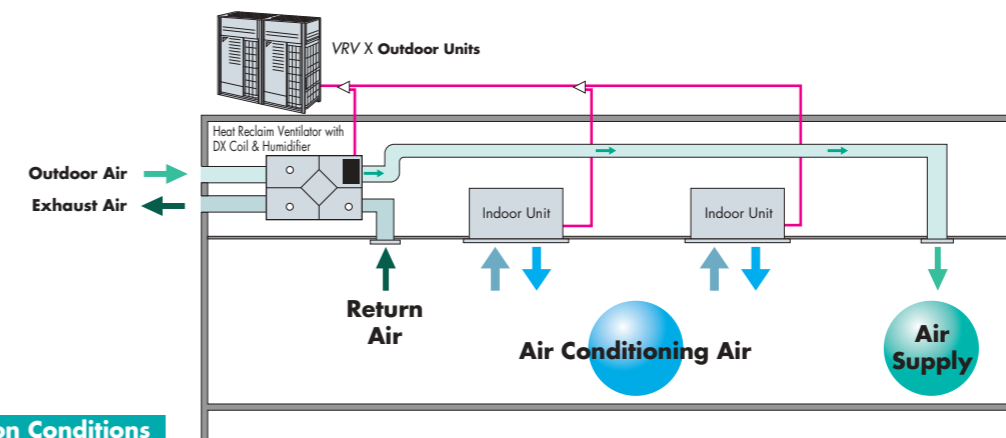 VRV X Outdoor Units
Heat Reclaim Ventilator with
DX Coil & Humidifier
Outdoor Air
Exhaust Air
Indoor Unit
Indoor Unit
Return
Air
Air Conditioning Air
Air
Supply
on Conditions